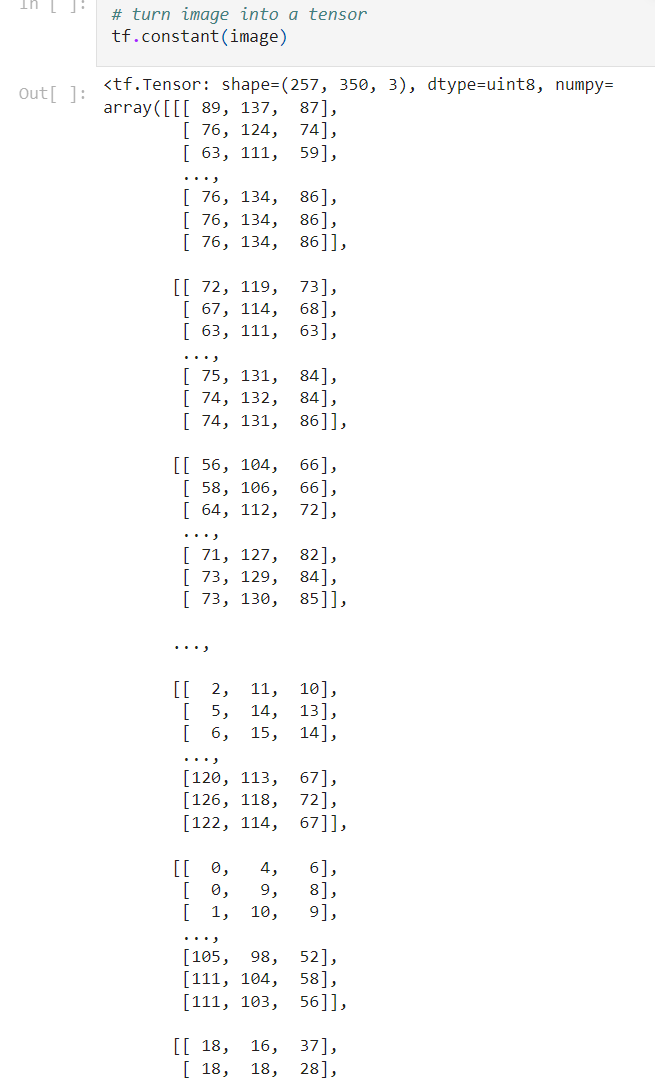 In [ ]:
# turn image into a tensor
tf.constant(image)
Out[ ]:
<tf.Tensor: shape=(257, 350, 3), dtype=uint8, numpy=
array([[[ 89, 137,  87],
        [ 76, 124,  74],
        [ 63, 111,  59],
        ...,
        [ 76, 134,  86],
        [ 76, 134,  86],
        [ 76, 134,  86]],

       [[ 72, 119,  73],
        [ 67, 114,  68],
        [ 63, 111,  63],
        ...,
        [ 75, 131,  84],
        [ 74, 132,  84],
        [ 74, 131,  86]],

       [[ 56, 104,  66],
        [ 58, 106,  66],
        [ 64, 112,  72],
        ...,
        [ 71, 127,  82],
        [ 73, 129,  84],
        [ 73, 130,  85]],

       ...,

       [[  2,  11,  10],
        [  5,  14,  13],
        [  6,  15,  14],
        ...,
        [120, 113,  67],
        [126, 118,  72],
        [122, 114,  67]],

       [[  0,   4,   6],
        [  0,   9,   8],
        [  1,  10,   9],
        ...,
        [105,  98,  52],
        [111, 104,  58],
        [111, 103,  56]],

       [[ 18,  16,  37],
        [ 18,  18,  28],